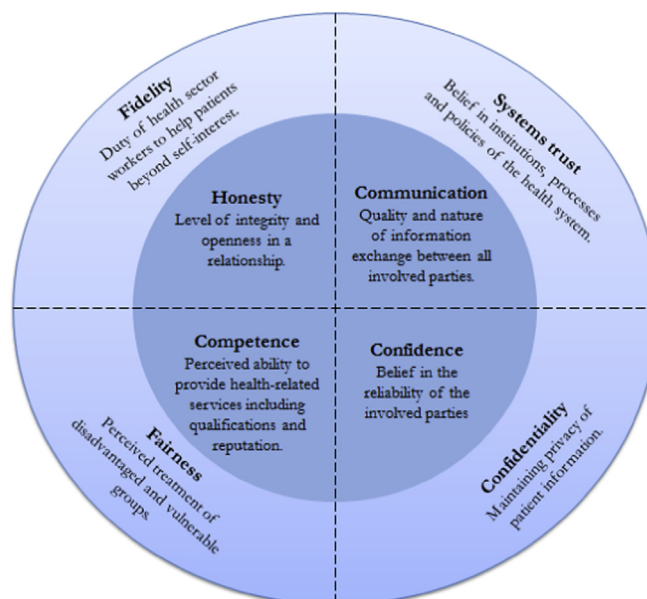 Fidelity
Duty of health sector
workers to help patients
beyond self-interest.
Systems trust
Belief in institutions, processes
and policies of the health system.
Honesty
Level of integrity and
openness in a
relationship.
Communication
Quality and nature
of information
exchange between all
involved parties.
Competence
Perceived ability to
provide health-related
services including
qualifications and
reputation.
Confidence
Belief in the
reliability of the
involved parties
Fairness
Perceived treatment of
disadvantaged and vulnerable
groups.
Confidentiality
Maintaining privacy of
patient information.